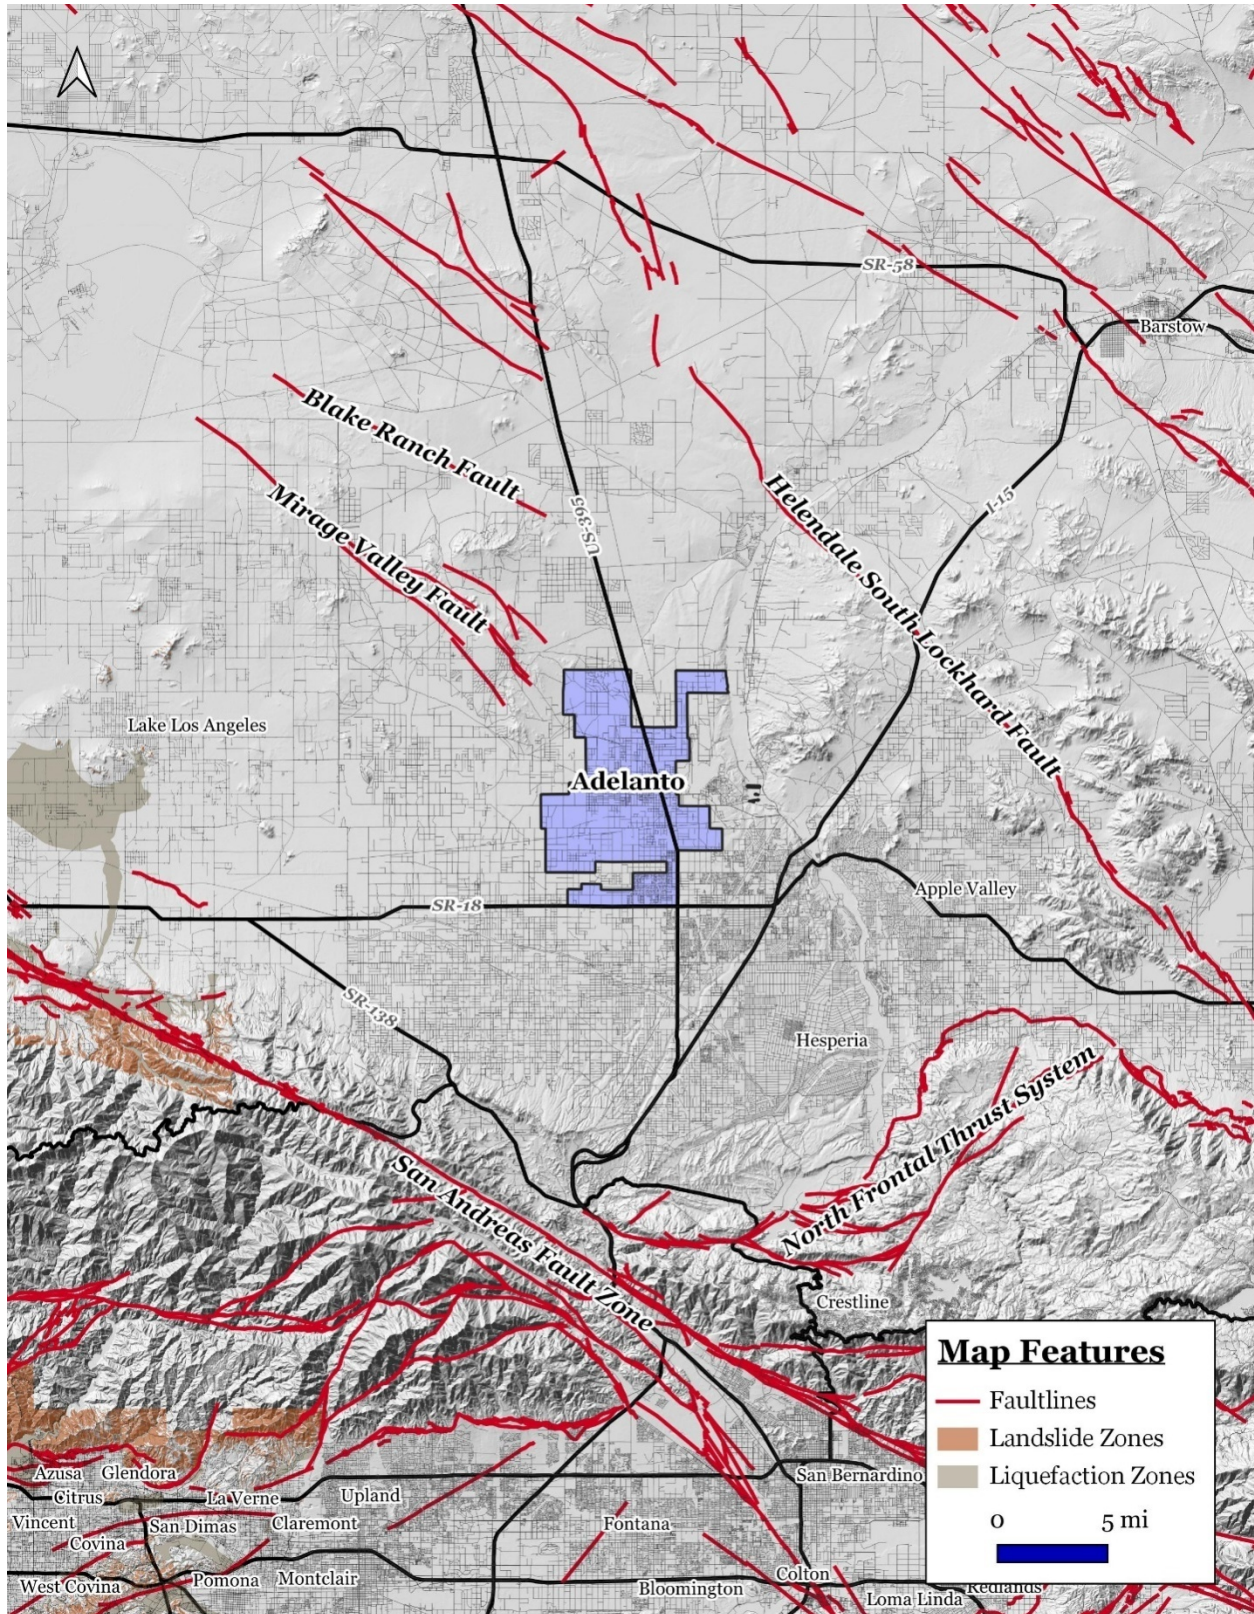 SR-58
Barstow
Blake Ranch Fault
Mirage Valley Fault
US-395
I-15
Helendale South Lockhard Fault
Lake Los Angeles
Adelanto
SR-18
Apple Valley
SR-138
Hesperia
North Frontal Thrust System
San Andreas Fault Zone
Crestline
Map Features
Faultlines
Landslide Zones
Liquefaction Zones
0 5 mi
Azusa
Glendora
Citrus
La Verne
Upland
San Bernardino
Vincent
San Dimas
Claremont
Fontana
Covina
West Covina
Pomona
Montclair
Bloomington
Colton
Loma Linda
Redlands